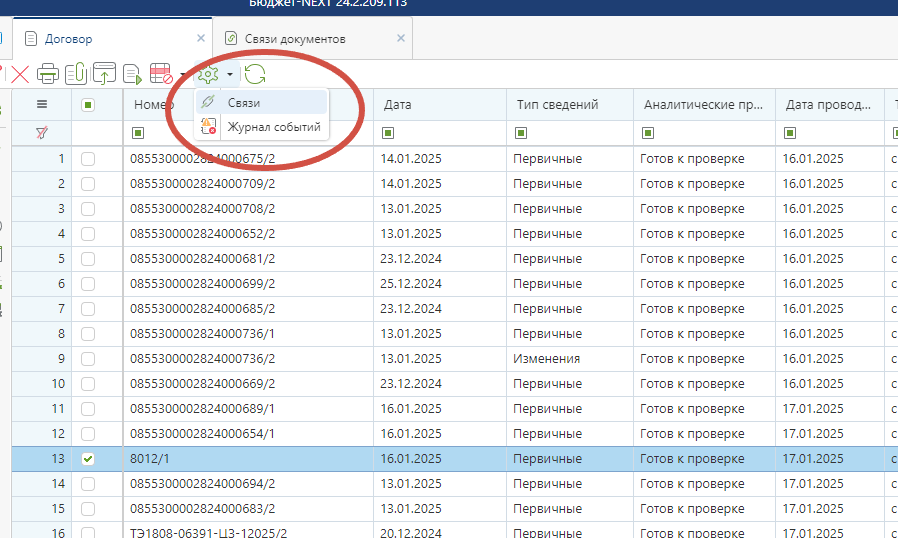 Бюджет-NEXT 24.2.209.113
Договор
Связи документов
Связи
Журнал событий
Номер Дата Тип сведений Аналитические пр... Дата провод...
1 0855300002824000675/2 14.01.2025 Первичные Готов к проверке 16.01.2025
2 0855300002824000709/2 14.01.2025 Первичные Готов к проверке 16.01.2025
3 0855300002824000708/2 13.01.2025 Первичные Готов к проверке 16.01.2025
4 0855300002824000652/2 13.01.2025 Первичные Готов к проверке 16.01.2025
5 0855300002824000681/2 23.12.2024 Первичные Готов к проверке 16.01.2025
6 0855300002824000699/2 25.12.2024 Первичные Готов к проверке 16.01.2025
7 0855300002824000685/2 23.12.2024 Первичные Готов к проверке 16.01.2025
8 0855300002824000736/1 13.01.2025 Первичные Готов к проверке 16.01.2025
9 0855300002824000736/2 13.01.2025 Изменения Готов к проверке 16.01.2025
10 0855300002824000669/2 23.12.2024 Первичные Готов к проверке 16.01.2025
11 0855300002824000689/1 16.01.2025 Первичные Готов к проверке 17.01.2025
12 0855300002824000654/1 16.01.2025 Первичные Готов к проверке 17.01.2025
13 8012/1 16.01.2025 Первичные Готов к проверке 17.01.2025
14 0855300002824000694/2 13.01.2025 Первичные Готов к проверке 17.01.2025
15 0855300002824000683/2 13.01.2025 Первичные Готов к проверке 17.01.2025
16 ТЭ1808-06391-ЦЗ-12025/2 20.12.2024 Первичные Готов к проверке 17.01.2025